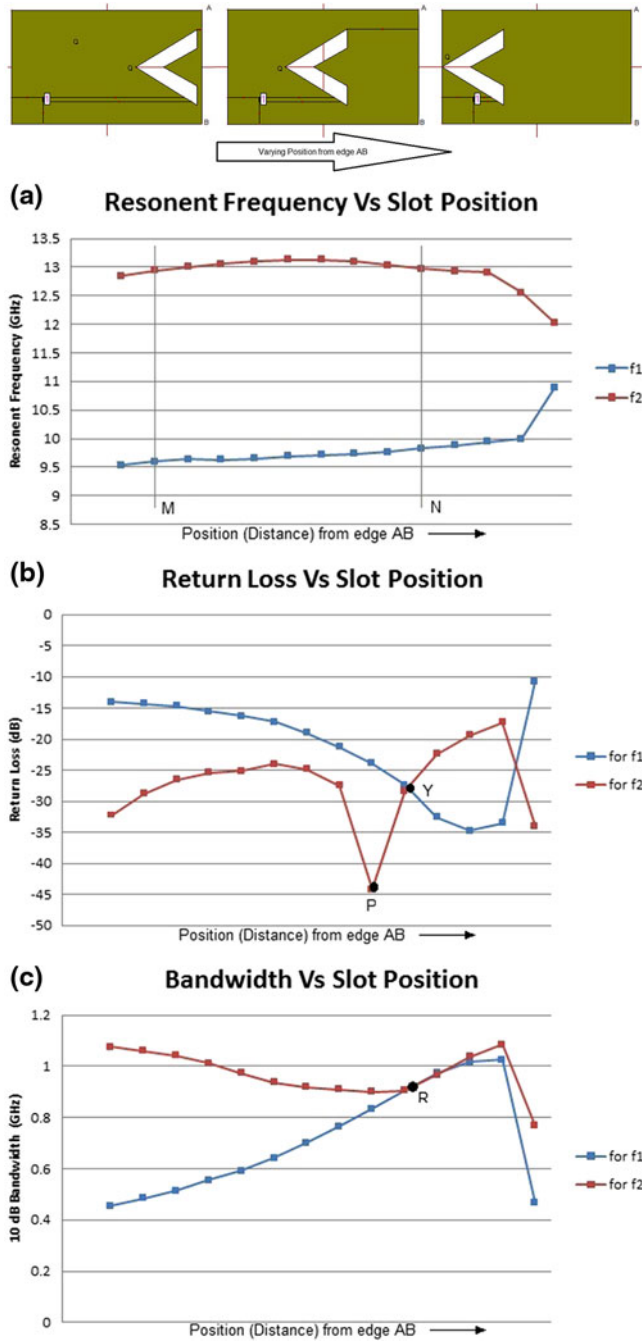 A
A
A
Q
Q
Q
Q
B
B
B
Varying Position from edge AB
(a)
Resonent Frequency Vs Slot Position
Resonent Frequency (GHz)
13.5
13
12.5
12
11.5
11
10.5
10
9.5
9
8.5
M
N
f1
f2
Position (Distance) from edge AB
(b)
Return Loss Vs Slot Position
Return Loss (dB)
0
-5
-10
-15
-20
-25
-30
-35
-40
-45
-50
Y
P
for f1
for f2
Position (Distance) from edge AB
(c)
Bandwidth Vs Slot Position
10 dB Bandwidth (GHz)
1.2
1
0.8
0.6
0.4
0.2
0
R
for f1
for f2
Position (Distance) from edge AB